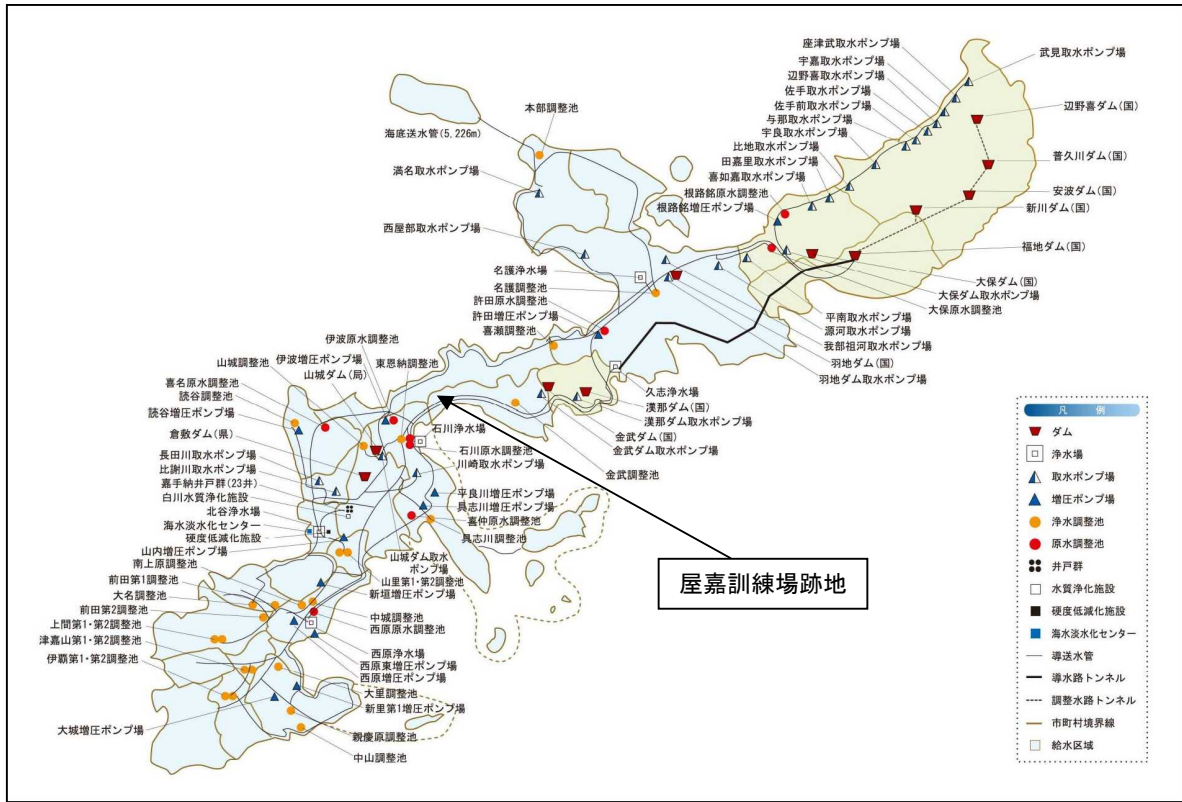 座津武取水ポンプ場
宇嘉取水ポンプ場
辺野喜取水ポンプ場
佐手取水ポンプ場
佐手前取水ポンプ場
与那取水ポンプ場
宇良取水ポンプ場
比地取水ポンプ場
田嘉里取水ポンプ場
喜如嘉取水ポンプ場
根路銘原水調整池
根路銘増圧ポンプ場
武見取水ポンプ場
辺野喜ダム(国)
普久川ダム(国)
安波ダム(国)
新川ダム(国)
福地ダム(国)
大保ダム(国)
大保ダム取水ポンプ場
大保原水調整池
平南取水ポンプ場
源河取水ポンプ場
我部祖河取水ポンプ場
羽地ダム(国)
羽地ダム取水ポンプ場
本部調整池
海底送水管(5,226m)
満名取水ポンプ場
西屋部取水ポンプ場
名護浄水場
名護調整池
許田原水調整池
許田増圧ポンプ場
喜瀬調整池
久志浄水場
漢那ダム(国)
漢那ダム取水ポンプ場
金武ダム(国)
金武ダム取水ポンプ場
金武調整池
伊波原水調整池
伊波増圧ポンプ場
東恩納調整池
山城調整池
山城ダム(局)
喜名原水調整池
読谷調整池
読谷増圧ポンプ場
倉敷ダム(県)
長田川取水ポンプ場
比謝川取水ポンプ場
嘉手納井戸群(23井)
白川水質浄化施設
北谷浄水場
海水淡水化センター
硬度低減化施設
山内増圧ポンプ場
南上原調整池
前田第1調整池
大名調整池
前田第2調整池
上間第1・第2調整池
津嘉山第1・第2調整池
伊覇第1・第2調整池
大城増圧ポンプ場
石川浄水場
石川原水調整池
川崎取水ポンプ場
平良川増圧ポンプ場
具志川増圧ポンプ場
喜仲原水調整池
具志川調整池
山城ダム取水
ポンプ場
山里第1・第2調整池
新垣増圧ポンプ場
中城調整池
西原原水調整池
西原浄水場
西原東増圧ポンプ場
西原増圧ポンプ場
大里調整池
新里第1増圧ポンプ場
親慶原調整池
中山調整池
屋嘉訓練場跡地
凡例
ダム
浄水場
取水ポンプ場
増圧ポンプ場
浄水調整池
原水調整池
井戸群
水質浄化施設
硬度低減化施設
海水淡水化センター
導送水管
導水路トンネル
調整水路トンネル
市町村境界線
給水区域